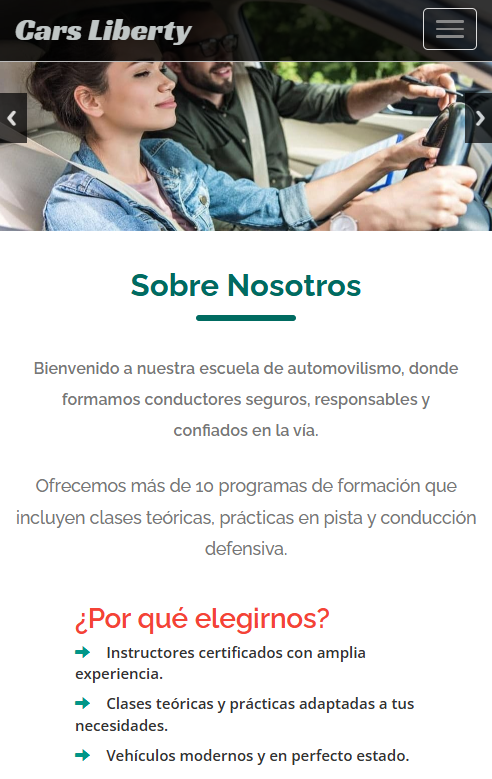 Cars Liberty
‹
›
Sobre Nosotros
Bienvenido a nuestra escuela de automovilismo, donde
formamos conductores seguros, responsables y
confiados en la vía.
Ofrecemos más de 10 programas de formación que
incluyen clases teóricas, prácticas en pista y conducción
defensiva.
¿Por qué elegirnos?
Instructores certificados con amplia
experiencia.
Clases teóricas y prácticas adaptadas a tus
necesidades.
Vehículos modernos y en perfecto estado.